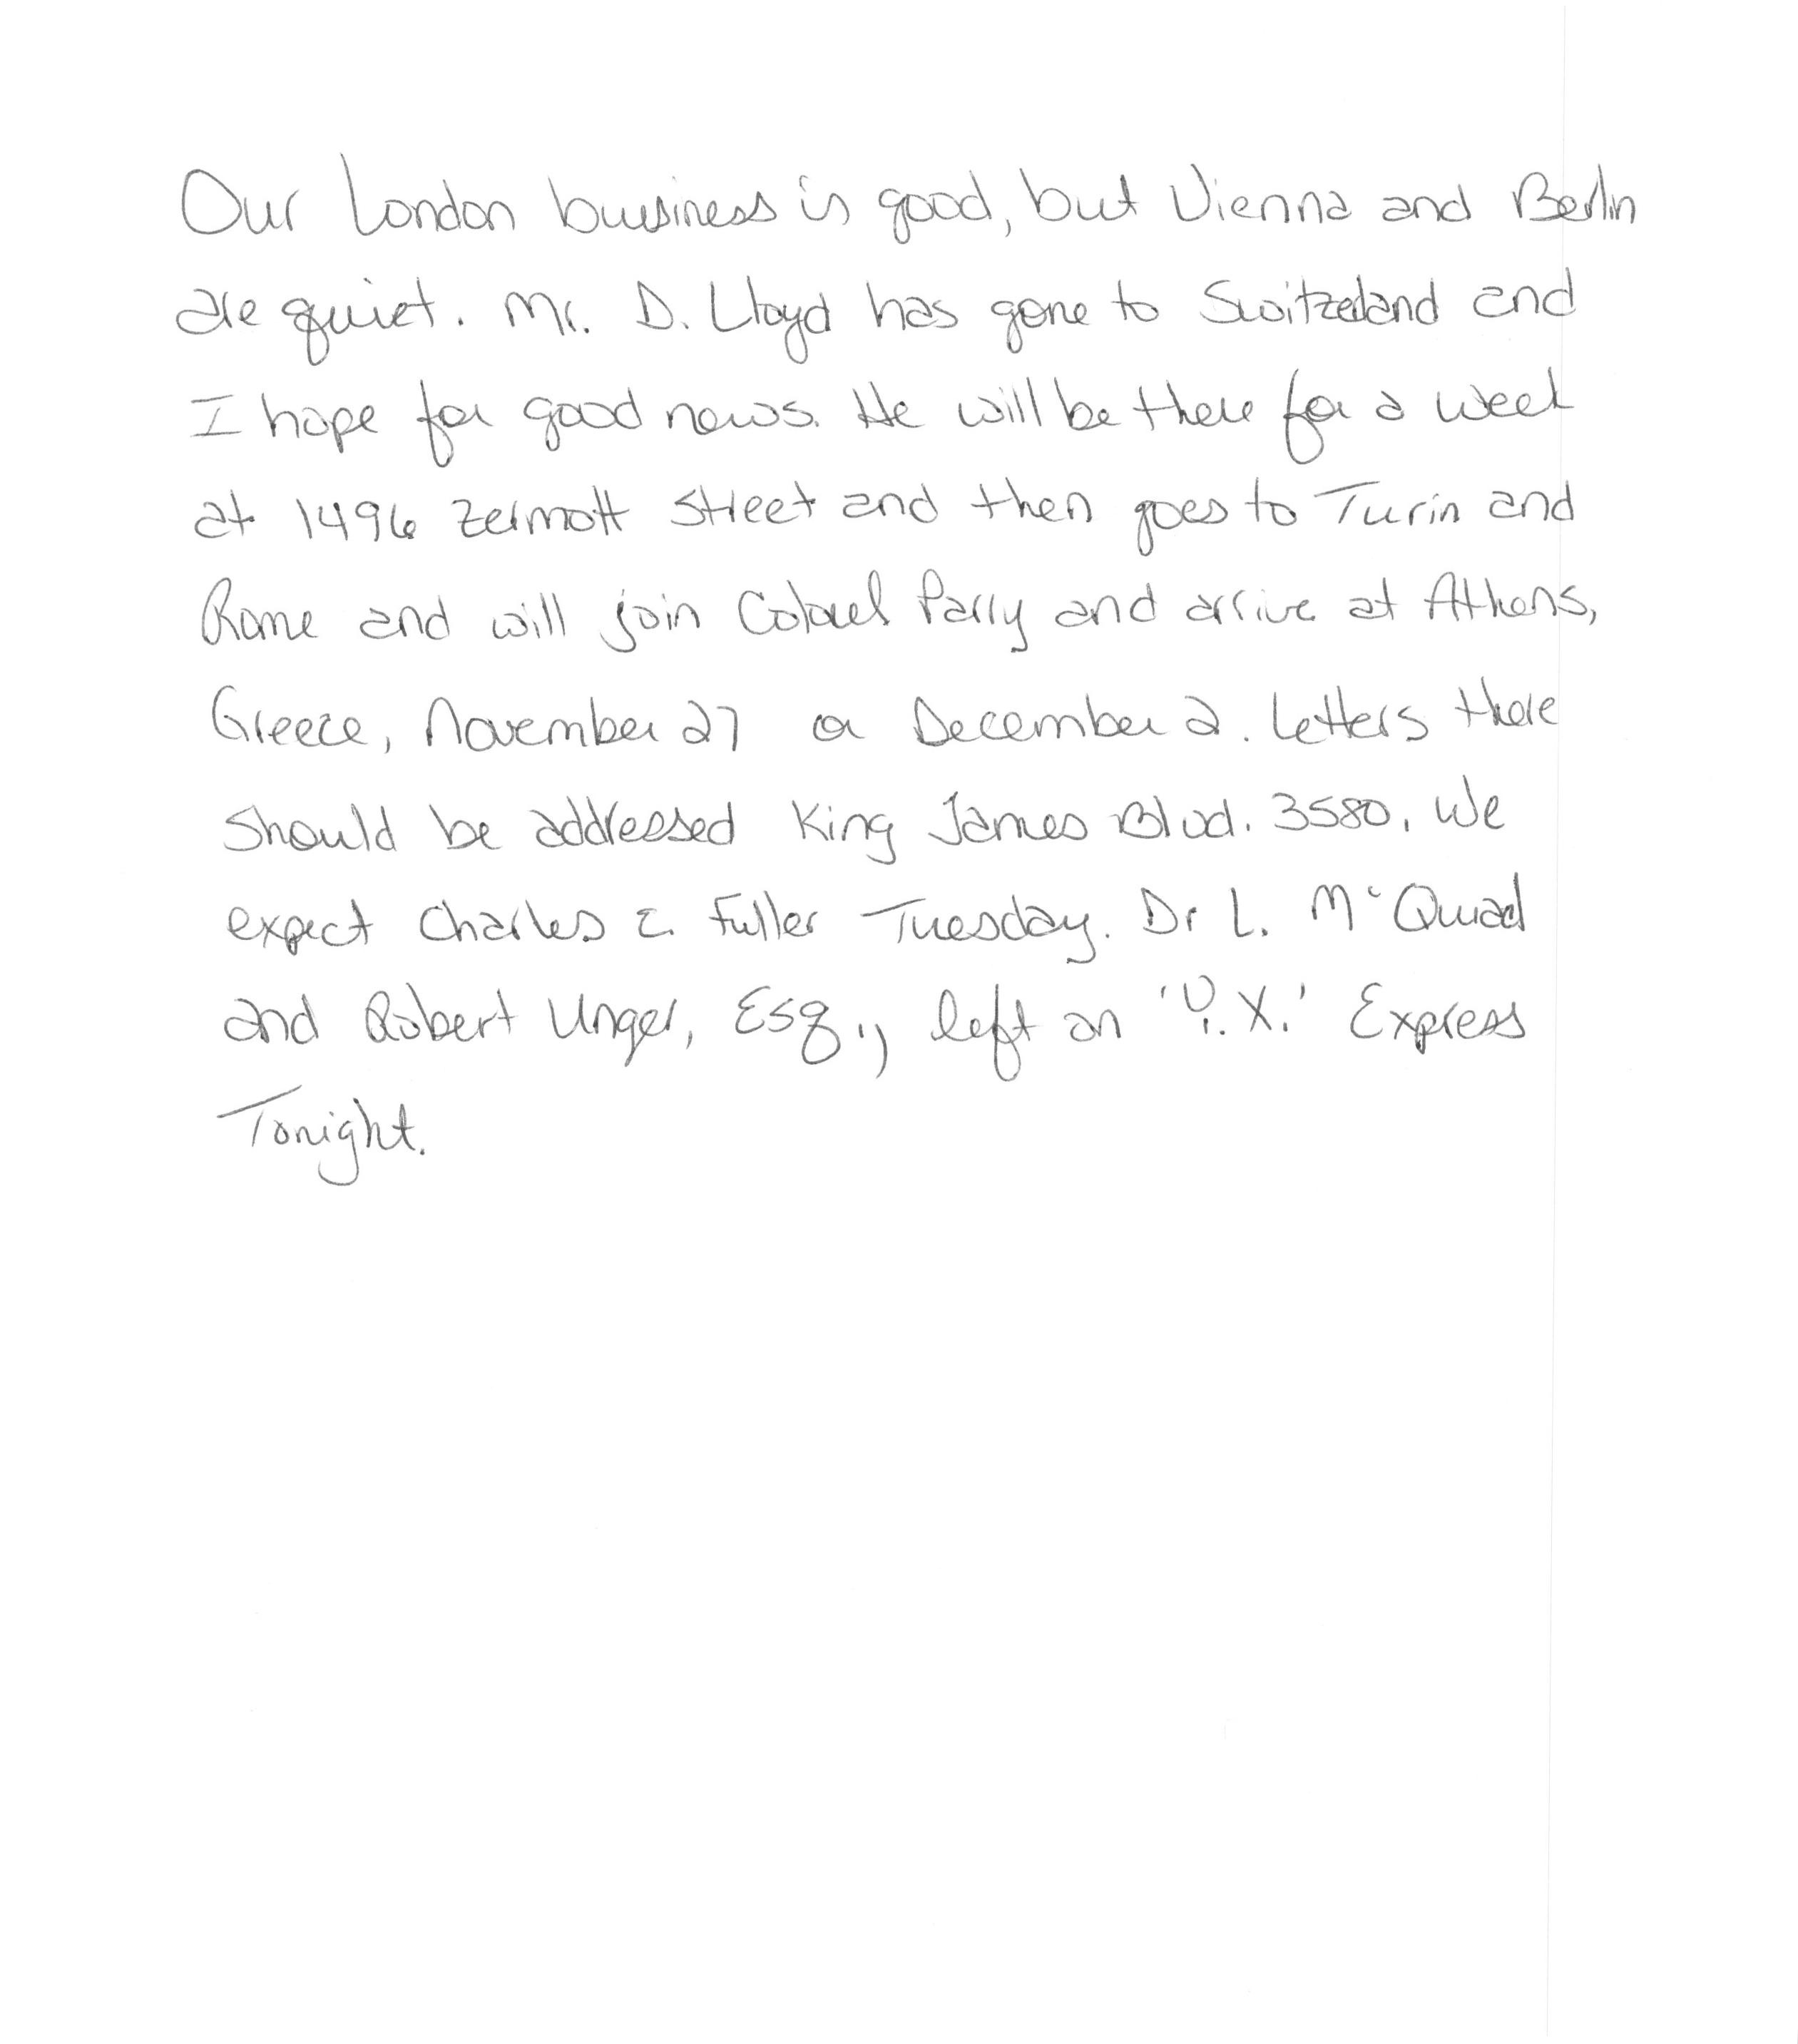 Our London business is good, but Vienna and Berlin
are quiet. Mr. D. Lloyd has gone to Switzerland and
I hope for good news. He will be there for a week
at 1496 Zermott Street and then goes to Turin and
Rome and will join Colonel Parry and arrive at Athens,
Greece, November 27 or December 2. Letters there
should be addressed King James Blvd. 3580. We
expect Charles E. Fuller Tuesday. Dr L. McQuaid
and Robert Unger, Esq., left on 'Y.X.' Express
Tonight.